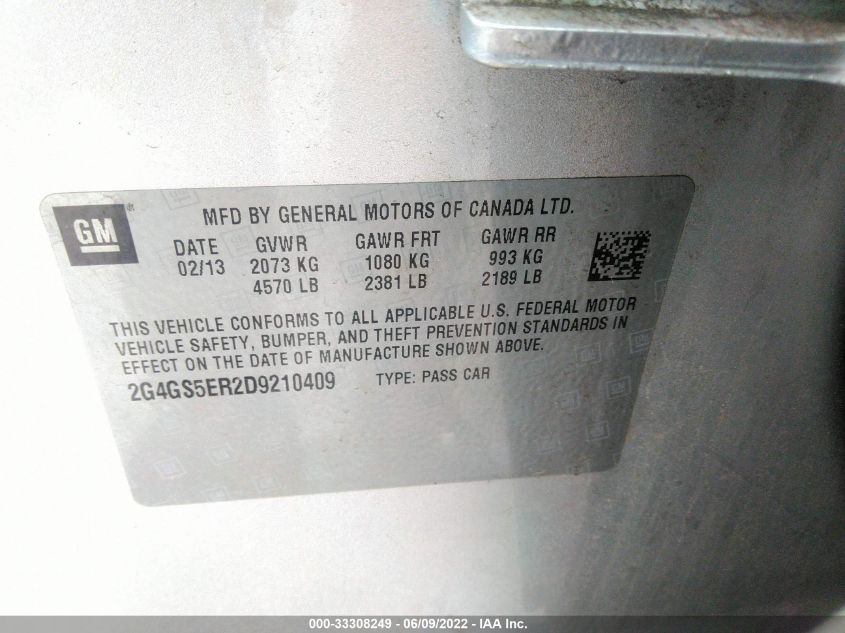 GM
MFD BY GENERAL MOTORS OF CANADA LTD.
DATE GVWR GAWR FRT GAWR RR
02/13 2073 KG 1080 KG 993 KG
4570 LB 2381 LB 2189 LB
THIS VEHICLE CONFORMS TO ALL APPLICABLE U.S. FEDERAL MOTOR
VEHICLE SAFETY, BUMPER, AND THEFT PREVENTION STANDARDS IN
EFFECT ON THE DATE OF MANUFACTURE SHOWN ABOVE.
2G4GS5ER2D9210409 TYPE: PASS CAR
000-33308249 - 06/09/2022 - IAA Inc.